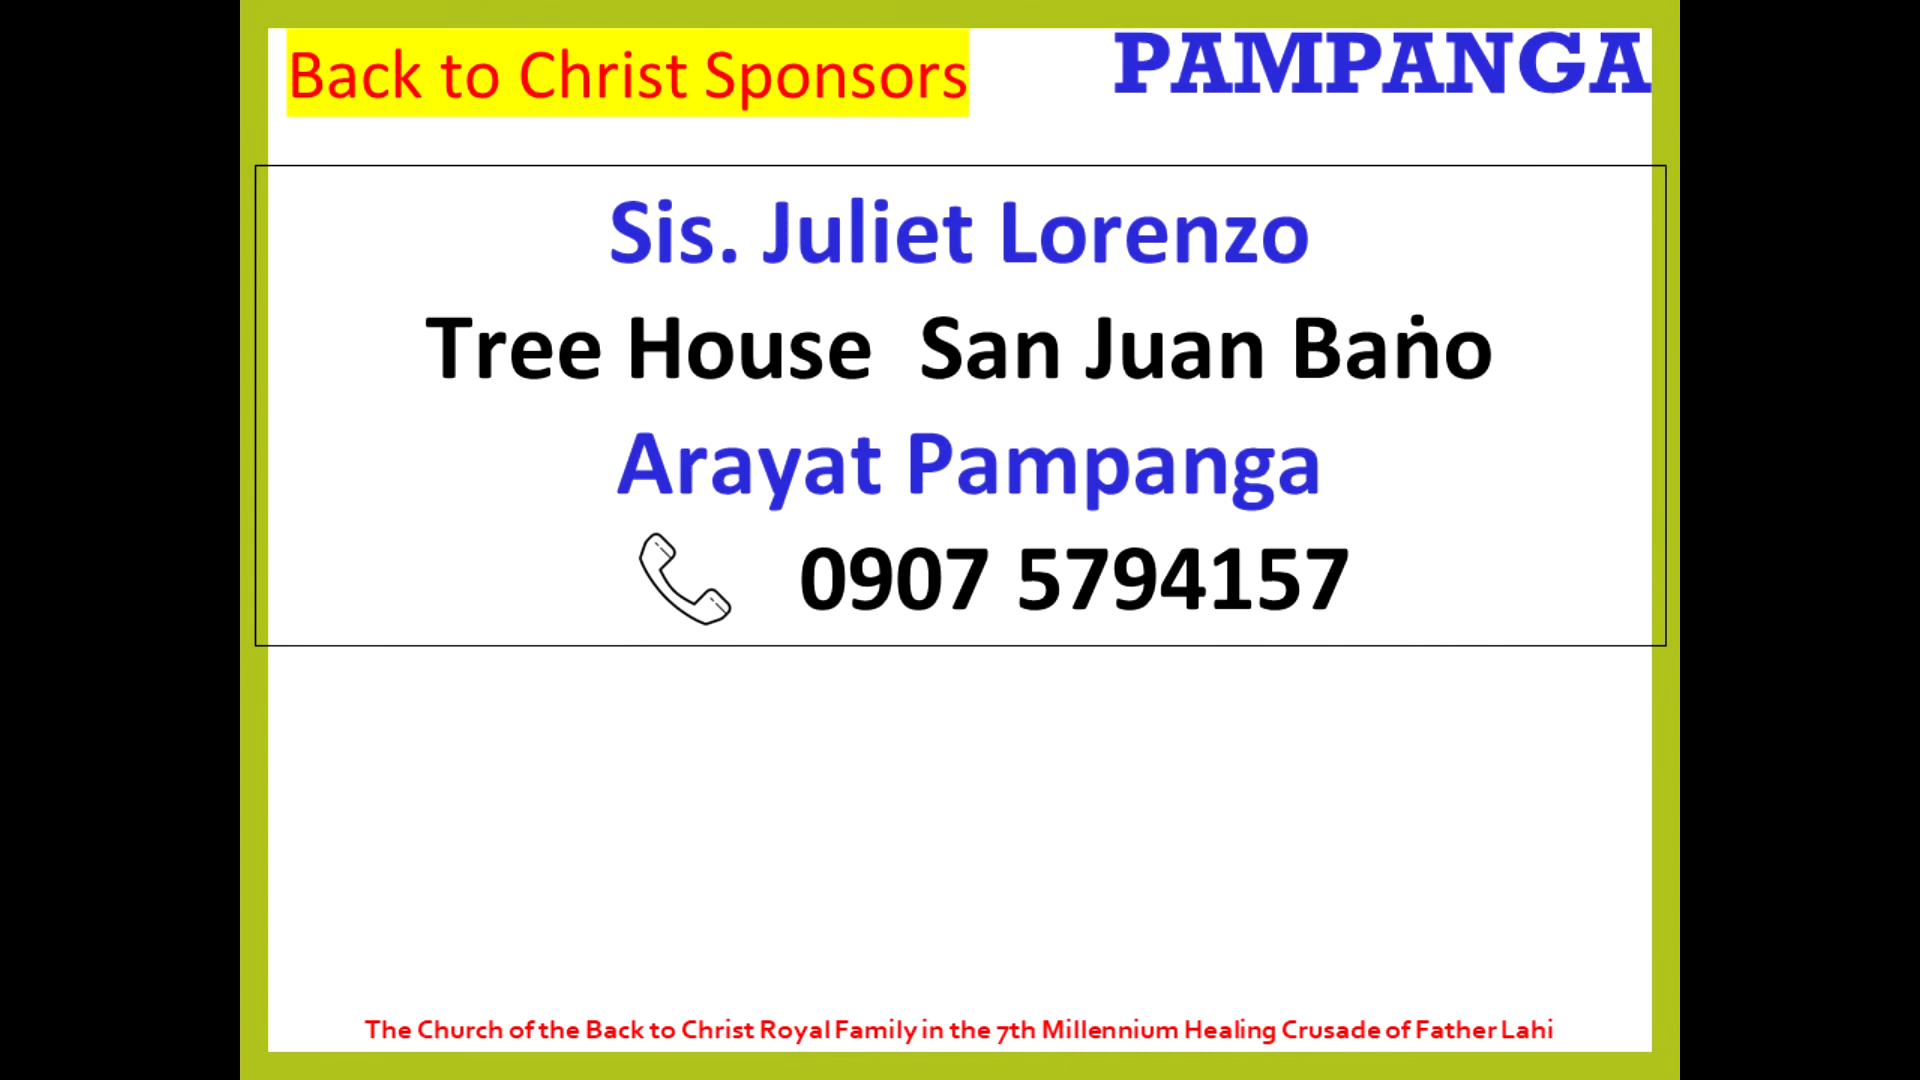 Back to Christ Sponsors
PAMPANGA
Sis. Juliet Lorenzo
Tree House  San Juan Baṅo
Arayat Pampanga
0907 5794157
The Church of the Back to Christ Royal Family in the 7th Millennium Healing Crusade of Father Lahi